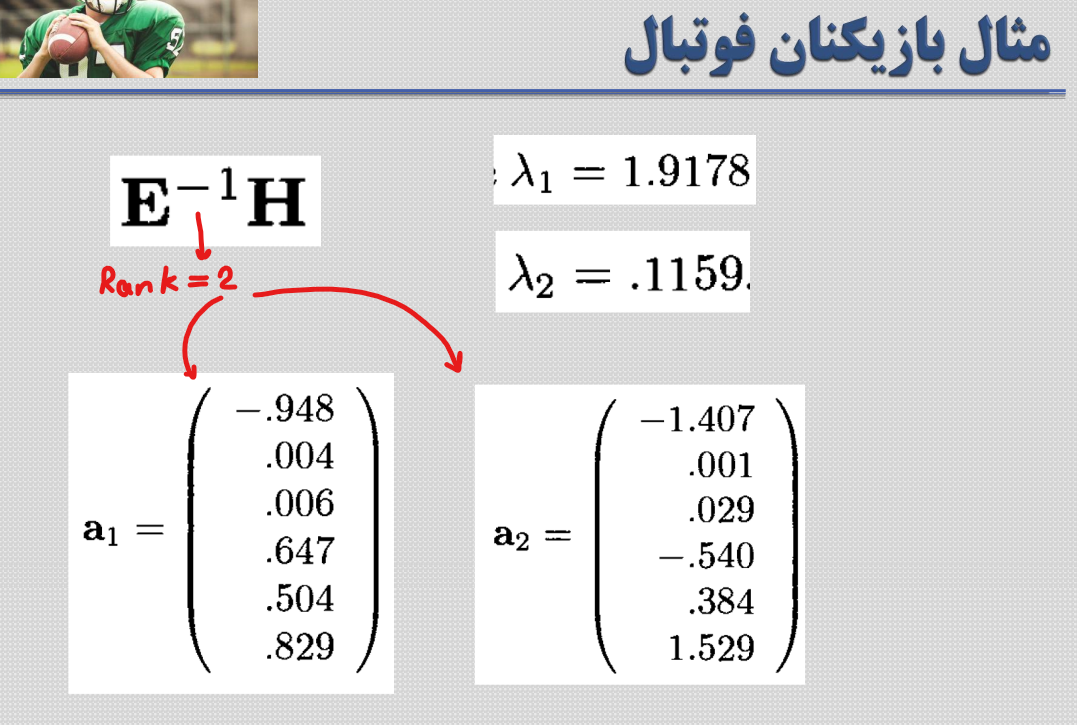 مثال بازیکنان فوتبال
E⁻¹H
λ₁ = 1.9178
Rank = 2
λ₂ = .1159.
a₁ =
-.948
.004
.006
.647
.504
.829
a₂ =
-1.407
.001
.029
-.540
.384
1.529